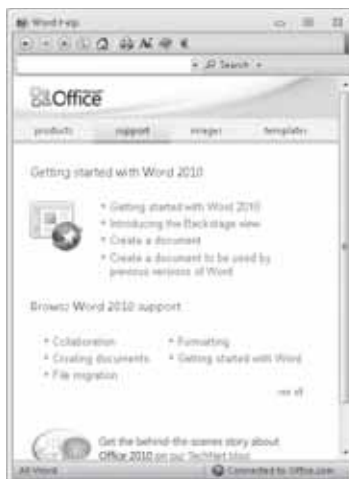 Word Help
Search
Office
products support images templates
Getting started with Word 2010
Getting started with Word 2010
Introducing the Backstage view
Create a document
Create a document to be used by
previous versions of Word
Browse Word 2010 support
Collaboration
Formatting
Creating documents
Getting started with Word
File migration
see all
Get the behind-the-scenes story about
Office 2010 on our TechNet blog
All Word
Connected to Office.com